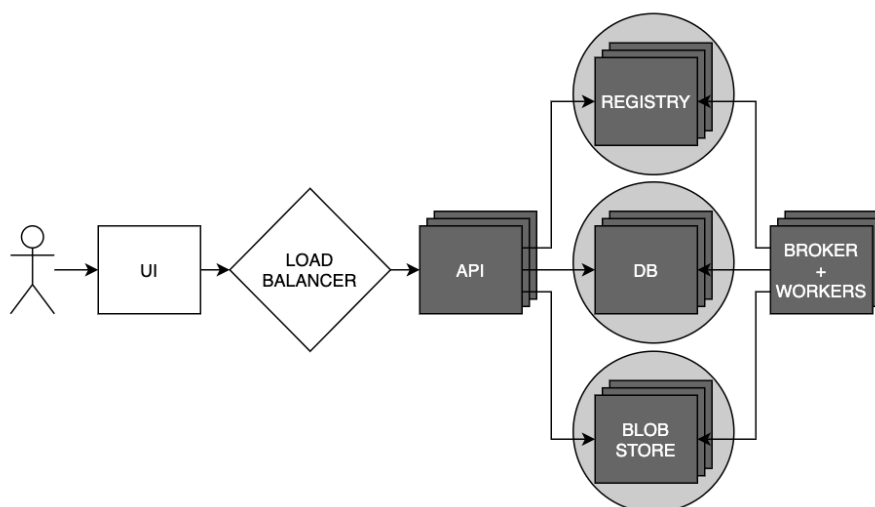 REGISTRY
UI
LOAD
BALANCER
API
DB
BROKER
+
WORKERS
BLOB
STORE